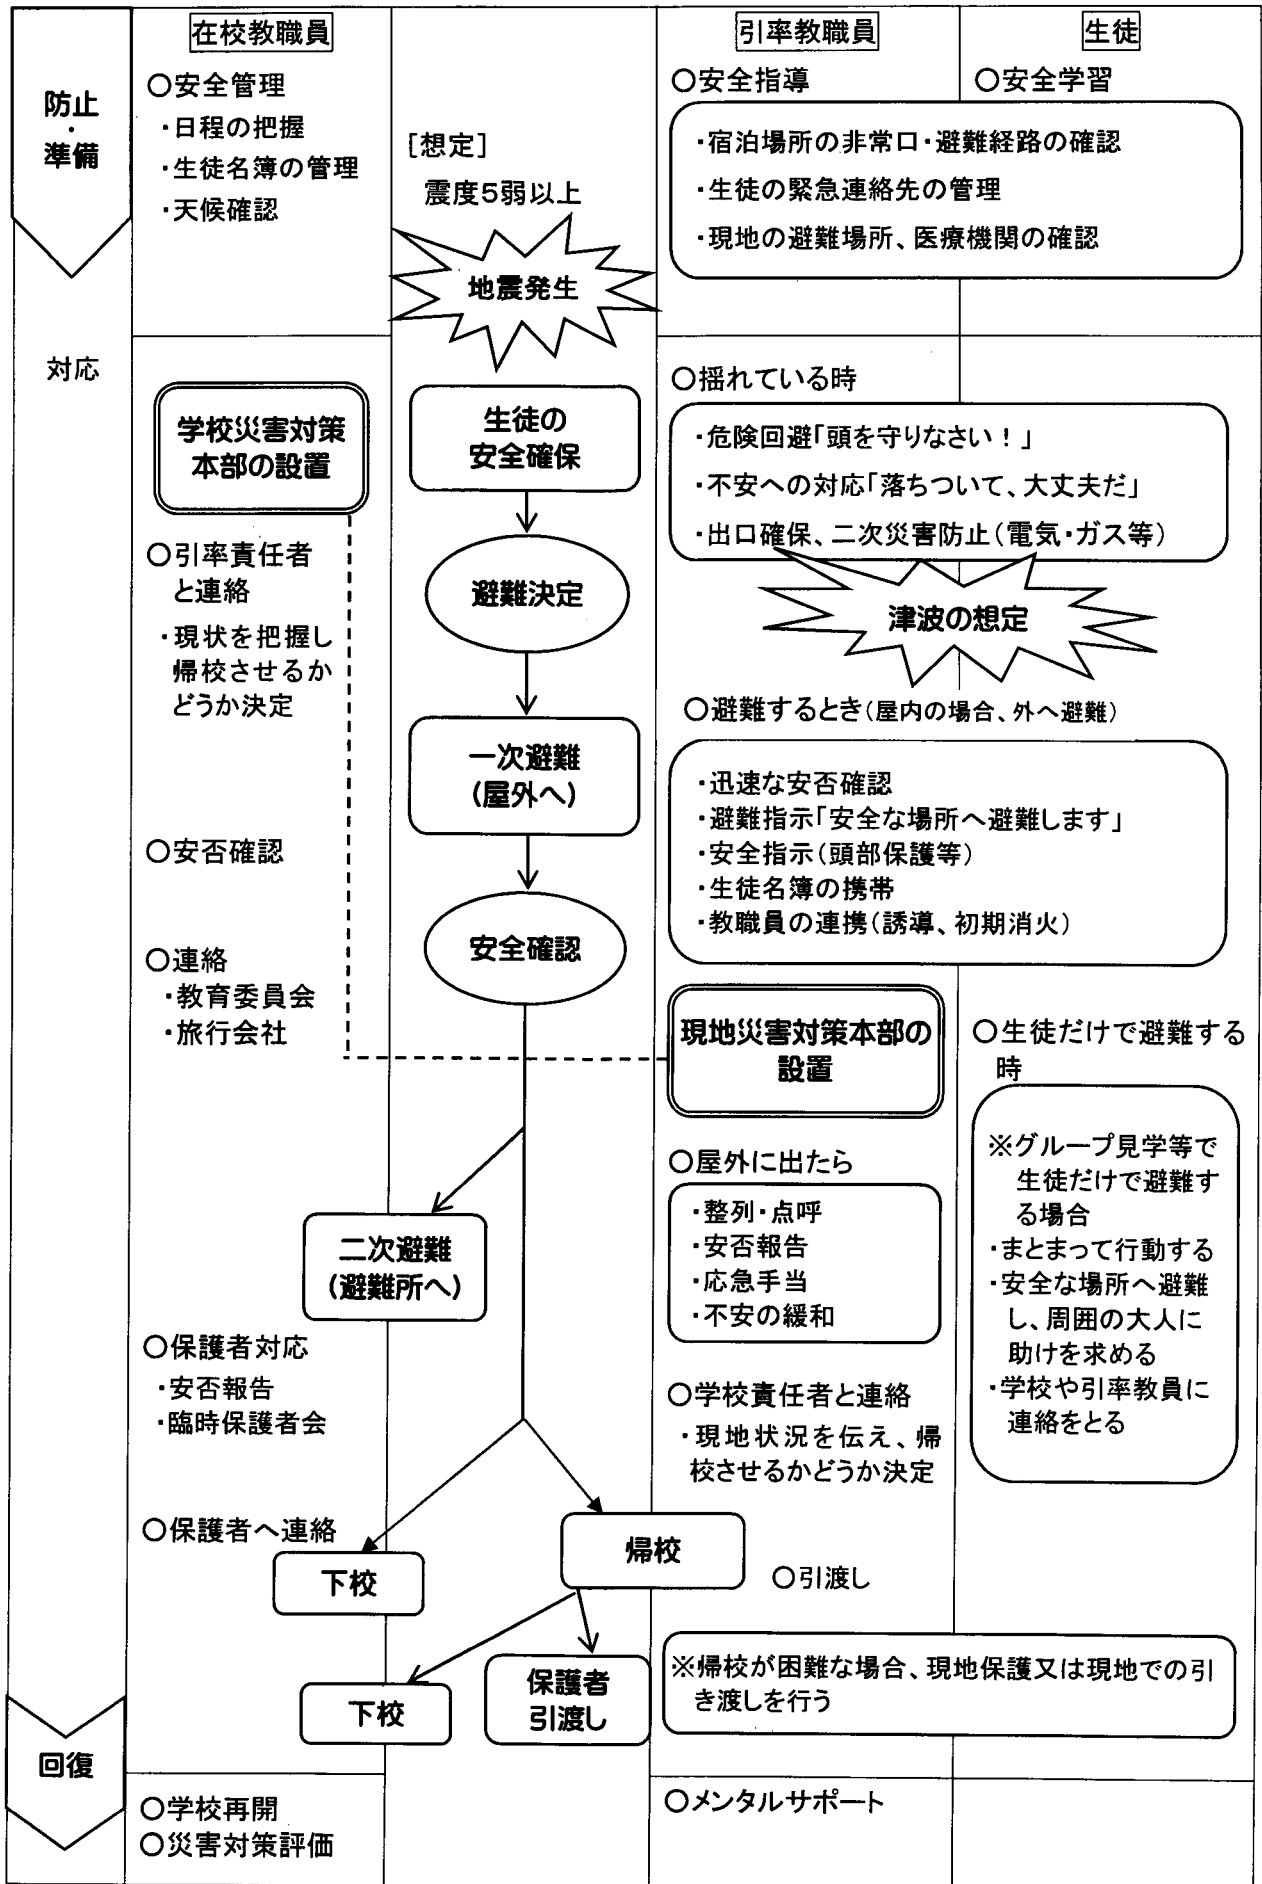 在校教職員
引率教職員
生徒
防止
・
準備
○安全管理
・日程の把握
・生徒名簿の管理
・天候確認
[想定]
震度5弱以上
地震発生
○安全指導
○安全学習
・宿泊場所の非常口・避難経路の確認
・生徒の緊急連絡先の管理
・現地の避難場所、医療機関の確認
対応
学校災害対策
本部の設置
○引率責任者
と連絡
・現状を把握し
帰校させるか
どうか決定
○安否確認
○連絡
・教育委員会
・旅行会社
生徒の
安全確保
避難決定
一次避難
(屋外へ)
安全確認
○揺れている時
・危険回避「頭を守りなさい！」
・不安への対応「落ちついて、大丈夫だ」
・出口確保、二次災害防止(電気・ガス等)
津波の想定
○避難するとき(屋内の場合、外へ避難)
・迅速な安否確認
・避難指示「安全な場所へ避難します」
・安全指示(頭部保護等)
・生徒名簿の携帯
・教職員の連携(誘導、初期消火)
現地災害対策本部の
設置
○生徒だけで避難する
時
※グループ見学等で
生徒だけで避難す
る場合
・まとまって行動する
・安全な場所へ避難
し、周囲の大人に
助けを求める
・学校や引率教員に
連絡をとる
○屋外に出たら
・整列・点呼
・安否報告
・応急手当
・不安の緩和
二次避難
(避難所へ)
○保護者対応
・安否報告
・臨時保護者会
○学校責任者と連絡
・現地状況を伝え、帰
校させるかどうか決定
○保護者へ連絡
下校
帰校
○引渡し
下校
保護者
引渡し
※帰校が困難な場合、現地保護又は現地での引
き渡しを行う
回復
○学校再開
○災害対策評価
○メンタルサポート